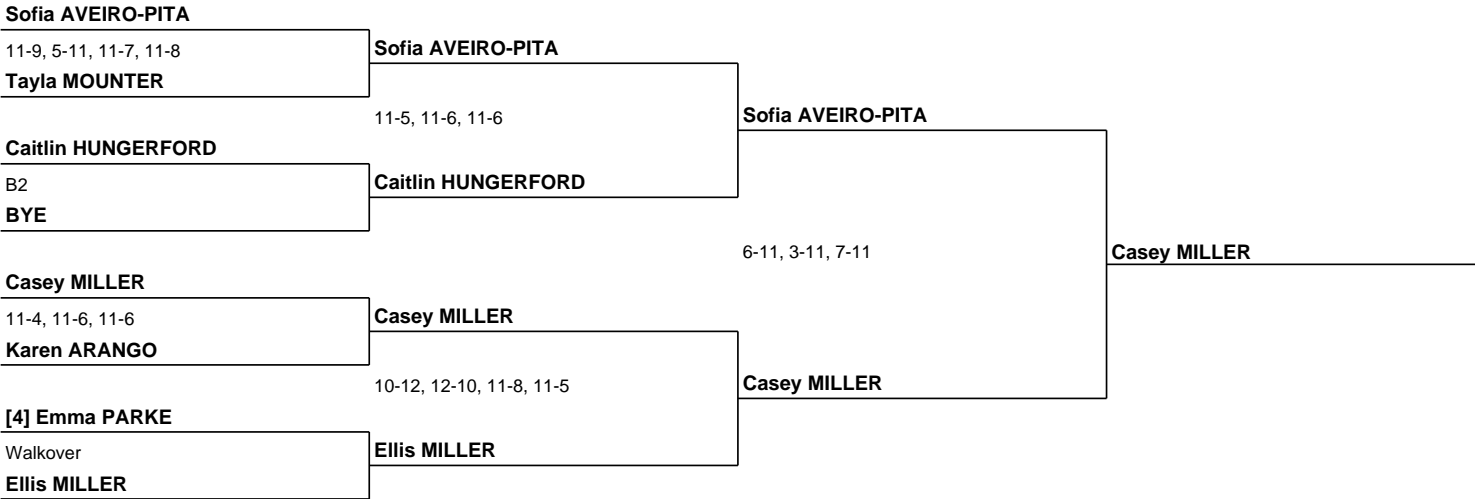 Sofia AVEIRO-PITA
11-9, 5-11, 11-7, 11-8
Tayla MOUNTER
Sofia AVEIRO-PITA
11-5, 11-6, 11-6
Sofia AVEIRO-PITA
Caitlin HUNGERFORD
B2
BYE
Caitlin HUNGERFORD
6-11, 3-11, 7-11
Casey MILLER
Casey MILLER
11-4, 11-6, 11-6
Karen ARANGO
Casey MILLER
10-12, 12-10, 11-8, 11-5
Casey MILLER
[4] Emma PARKE
Walkover
Ellis MILLER
Ellis MILLER